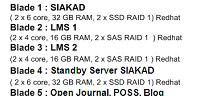 Blade 1 : SIAKAD
( 2 x 6 core, 32 GB RAM, 2 x SSD RAID 1) Redhat
Blade 2 : LMS 1
(2 x 4 core, 16 GB RAM, 2 x SAS RAID 1 ) Redhat
Blade 3 : LMS 2
(2 x 4 core, 16 GB RAM, 2 x SAS RAID 1 ) Redhat
Blade 4 : Standby Server SIAKAD
( 2 x 6 core, 32 GB RAM, 2 x SSD RAID 1) Redhat
Blade 5 : Open Journal, POSS, Blog